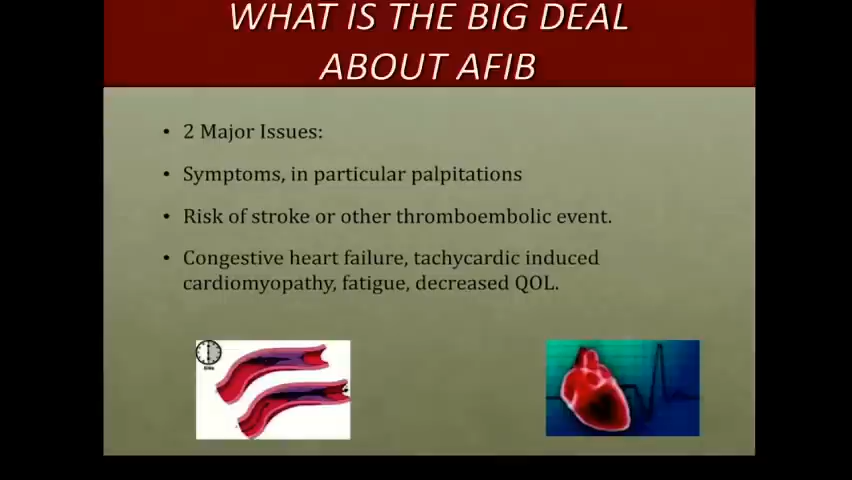 WHAT IS THE BIG DEAL
ABOUT AFIB
• 2 Major Issues:
• Symptoms, in particular palpitations
• Risk of stroke or other thromboembolic event.
• Congestive heart failure, tachycardic induced
cardiomyopathy, fatigue, decreased QOL.